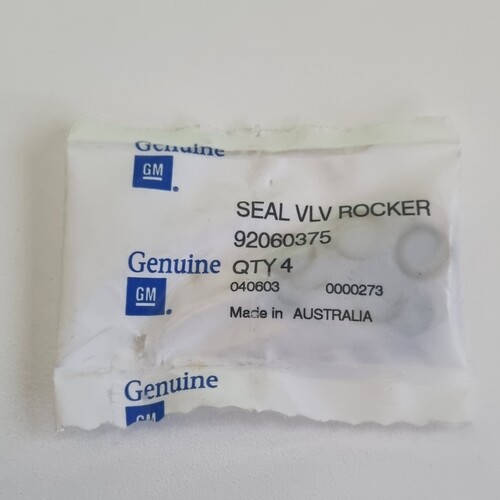 Genuine
GM
SEAL VLV ROCKER
92060375
Genuine QTY 4
GM
040603 0000273
Made in AUSTRALIA
Genuine
GM